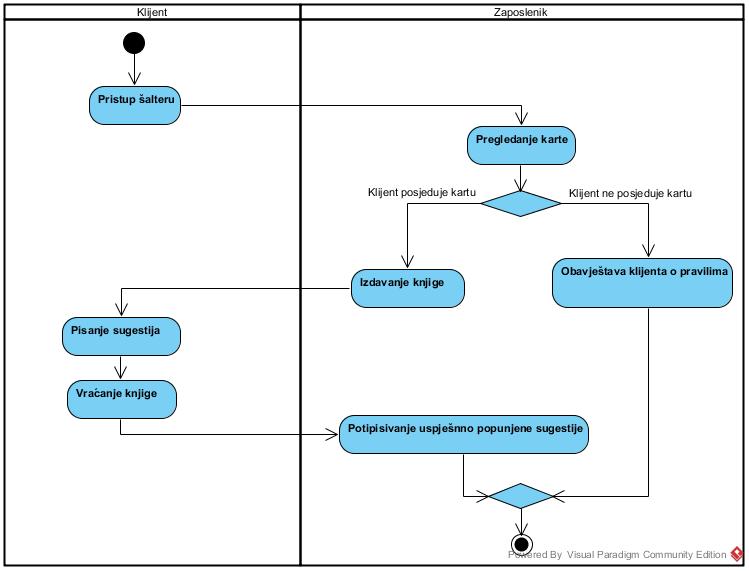 Klijent
Zaposlenik
Pristup šalteru
Pregledanje karte
Klijent posjeduje kartu
Klijent ne posjeduje kartu
Izdavanje knjige
Obavještava klijenta o pravilima
Pisanje sugestija
Vraćanje knjige
Potipisivanje uspješnno popunjene sugestije
Powered By Visual Paradigm Community Edition